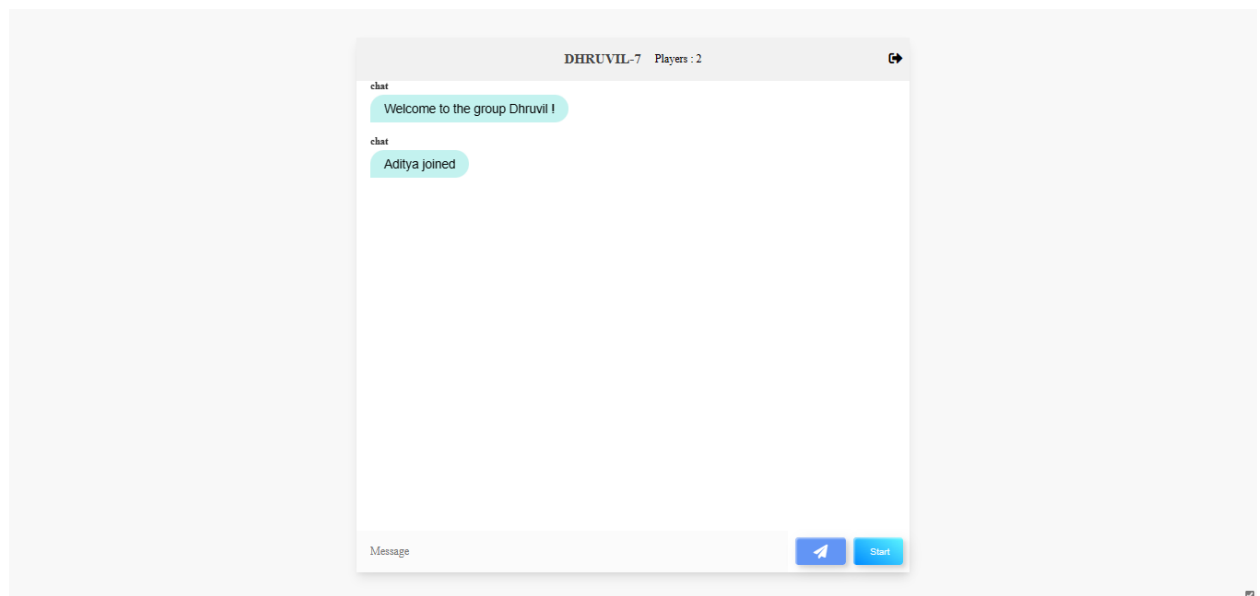 DHRUVIL-7 Players : 2
chat
Welcome to the group Dhruvil !
chat
Aditya joined
Message
Start